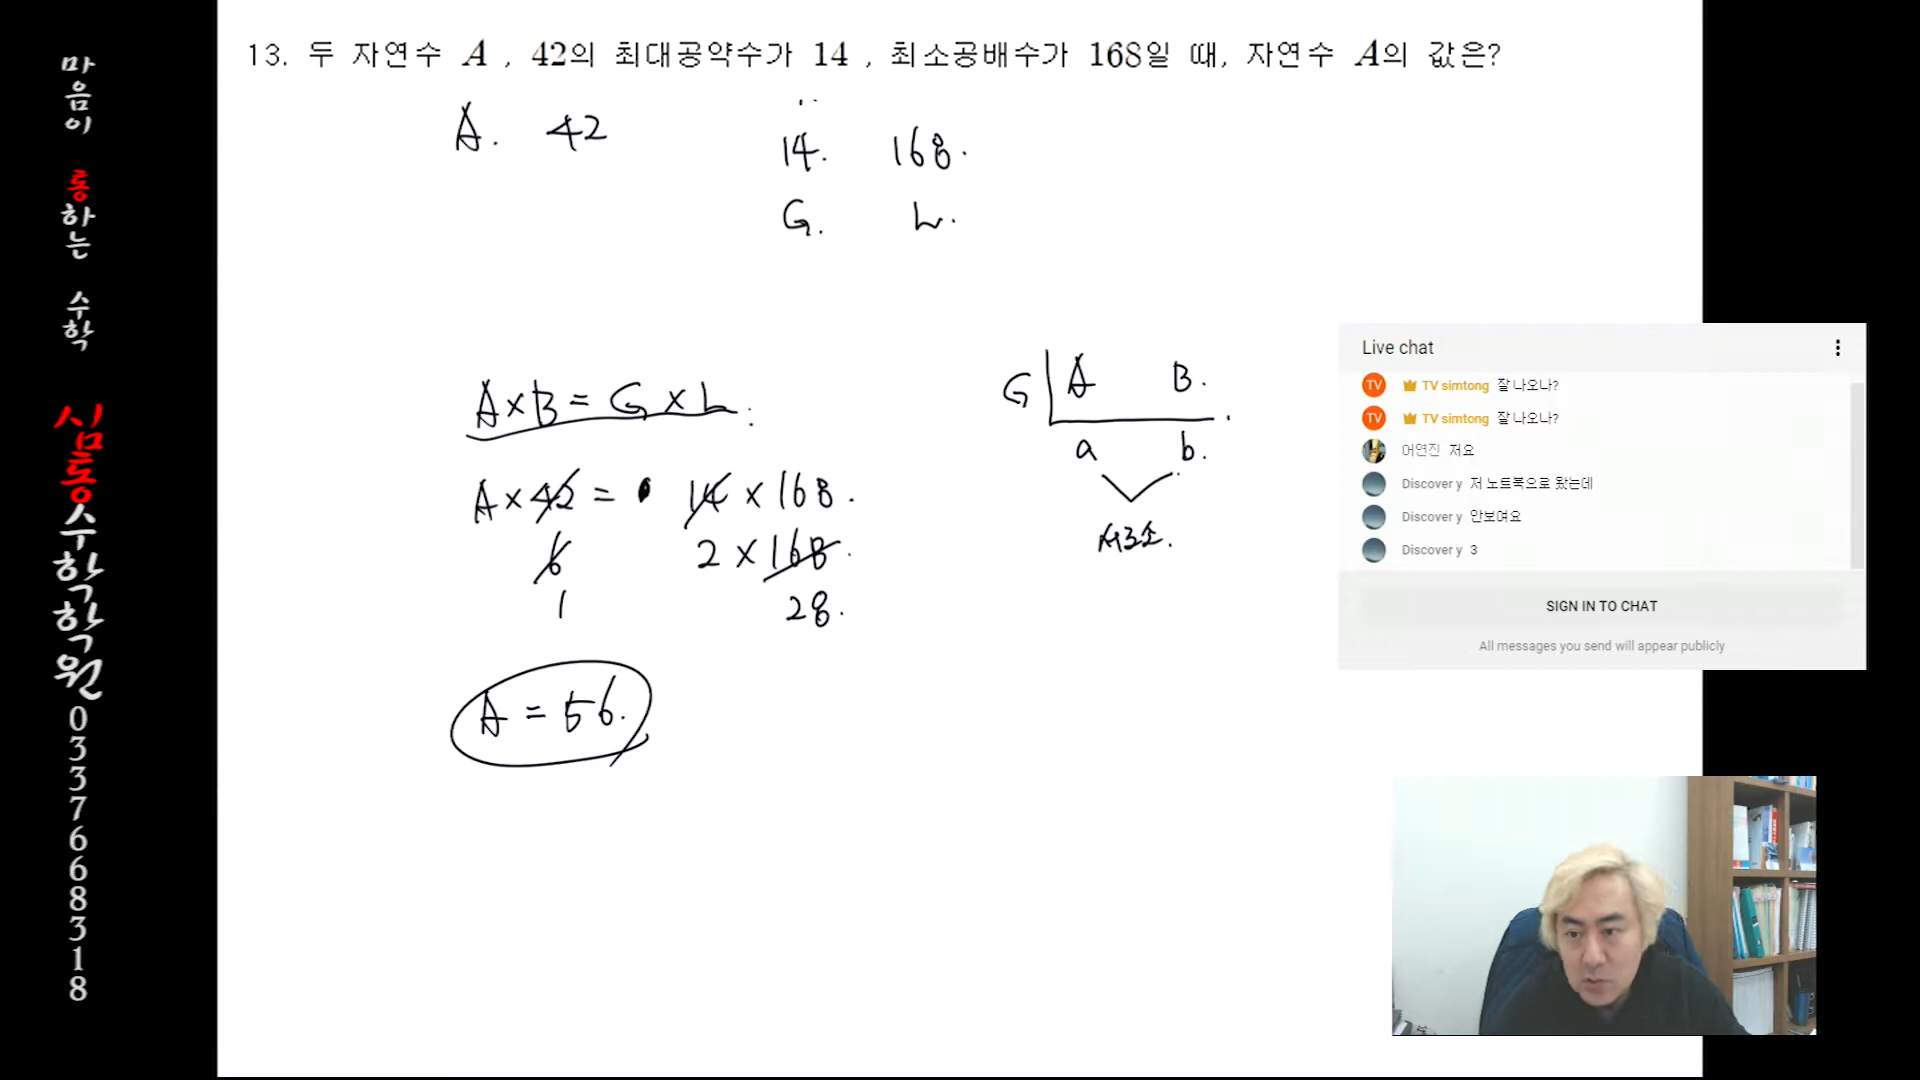 마음이 통하는 수학 심통수학학원 0337668318
13. 두 자연수 A , 42의 최대공약수가 14 , 최소공배수가 168일 때, 자연수 A의 값은?
A. 42
14. 168.
G. L.
A×B = G×L.
A×42 = 14×168.
6 2×168.
1 28.
A = 56.
G A B.
a b.
서로소.
Live chat
TV TV simtong 잘 나오나?
TV TV simtong 잘 나오나?
어연진 저요
Discover y 저 노트북으로 왔는데
Discover y 안보여요
Discover y 3
SIGN IN TO CHAT
All messages you send will appear publicly